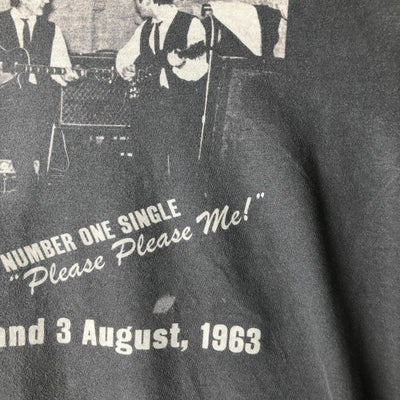 NUMBER ONE SINGLE
"Please Please Me!"
and 3 August, 1963